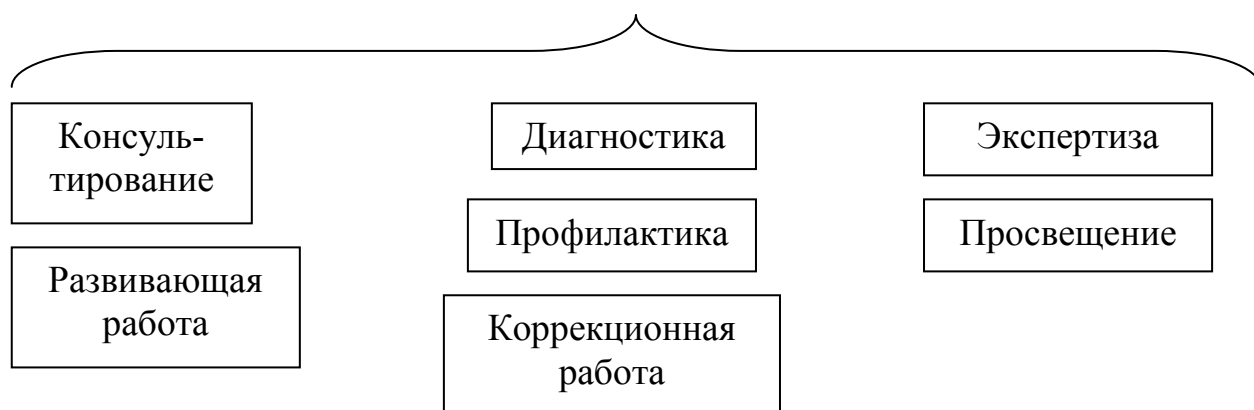 Консуль-
тирование
Диагностика
Экспертиза
Профилактика
Просвещение
Развивающая
работа
Коррекционная
работа